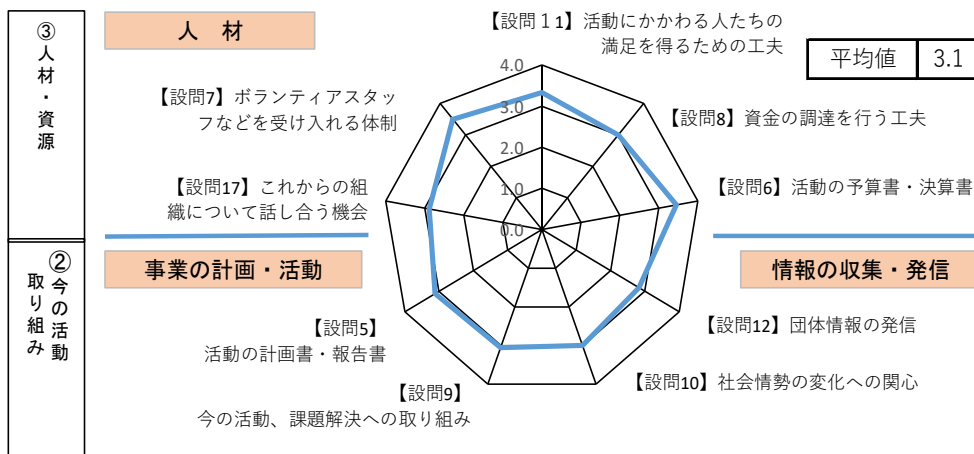 ③人材・資源
人 材
【設問１1】活動にかかわる人たちの
満足を得るための工夫
平均値 3.1
【設問7】ボランティアスタッ
フなどを受け入れる体制
【設問8】資金の調達を行う工夫
【設問17】これからの組
織について話し合う機会
【設問6】活動の予算書・決算書
4.0
3.0
2.0
1.0
0.0
②今の活動
取り組み
事業の計画・活動
情報の収集・発信
【設問5】
活動の計画書・報告書
【設問12】団体情報の発信
【設問9】
今の活動、課題解決への取り組み
【設問10】社会情勢の変化への関心